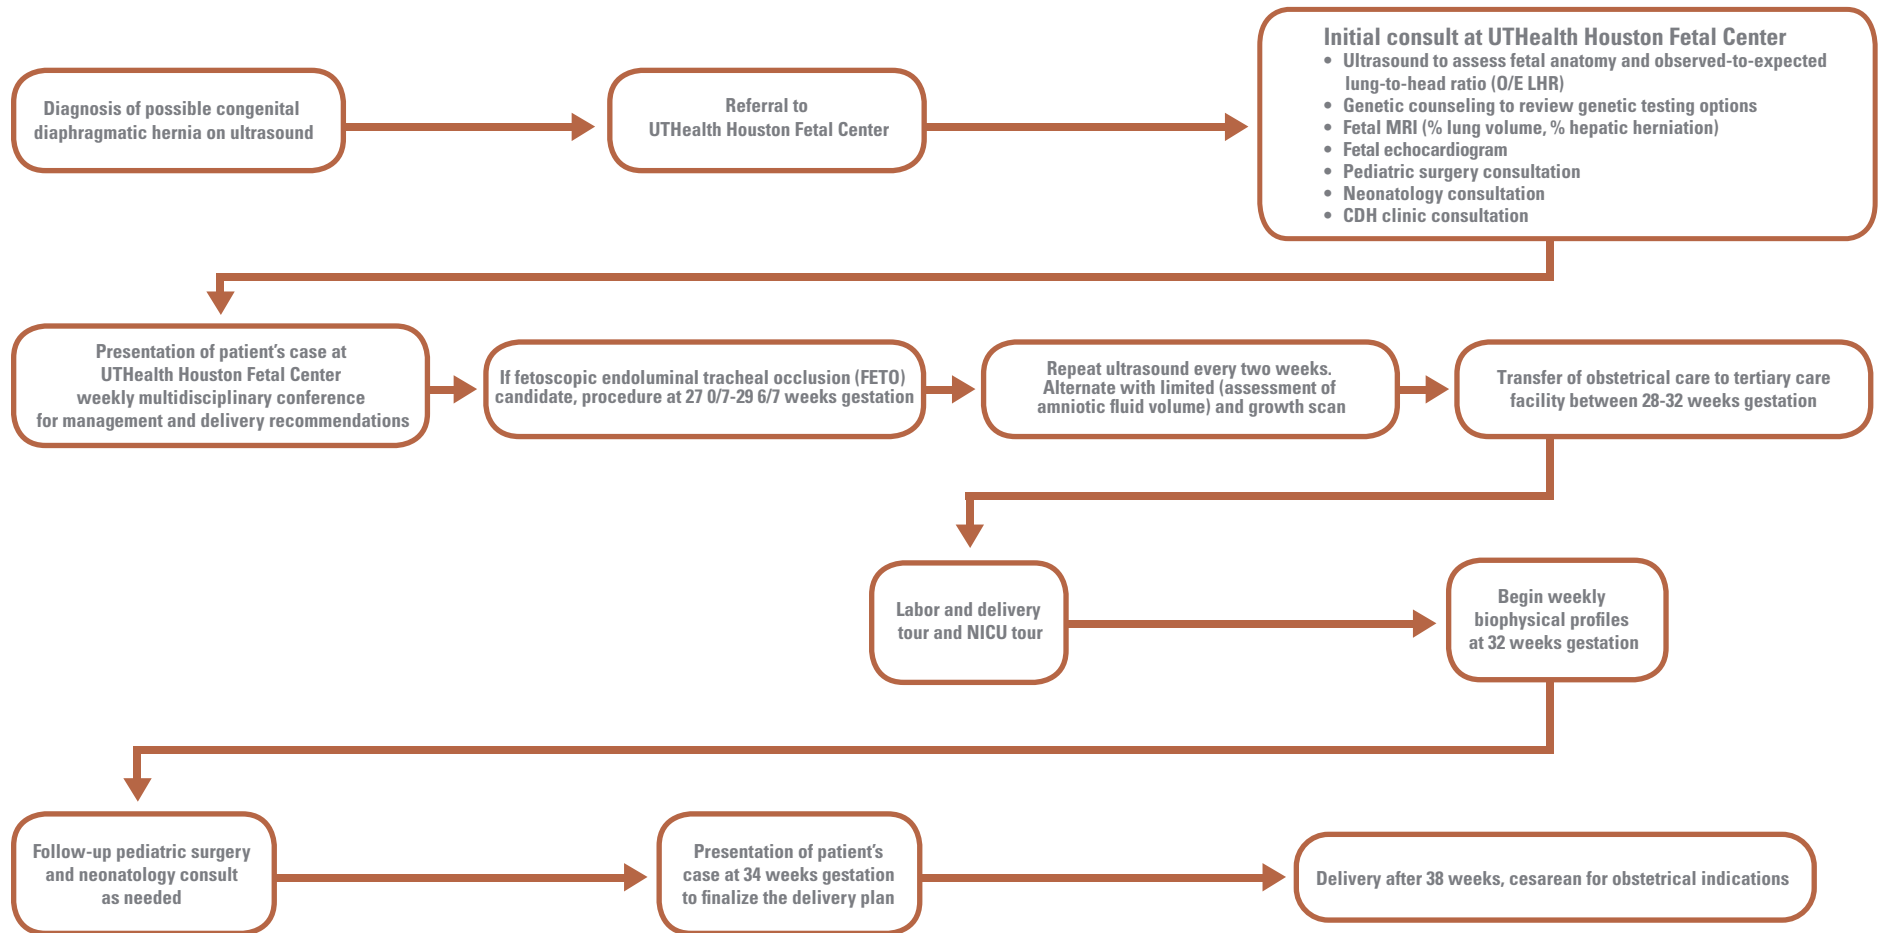 Diagnosis of possible congenital
diaphragmatic hernia on ultrasound
Referral to
UTHealth Houston Fetal Center
Initial consult at UTHealth Houston Fetal Center
• Ultrasound to assess fetal anatomy and observed-to-expected
lung-to-head ratio (O/E LHR)
• Genetic counseling to review genetic testing options
• Fetal MRI (% lung volume, % hepatic herniation)
• Fetal echocardiogram
• Pediatric surgery consultation
• Neonatology consultation
• CDH clinic consultation
Presentation of patient's case at
UTHealth Houston Fetal Center
weekly multidisciplinary conference
for management and delivery recommendations
If fetoscopic endoluminal tracheal occlusion (FETO)
candidate, procedure at 27 0/7-29 6/7 weeks gestation
Repeat ultrasound every two weeks.
Alternate with limited (assessment of
amniotic fluid volume) and growth scan
Transfer of obstetrical care to tertiary care
facility between 28-32 weeks gestation
Labor and delivery
tour and NICU tour
Begin weekly
biophysical profiles
at 32 weeks gestation
Follow-up pediatric surgery
and neonatology consult
as needed
Presentation of patient's
case at 34 weeks gestation
to finalize the delivery plan
Delivery after 38 weeks, cesarean for obstetrical indications